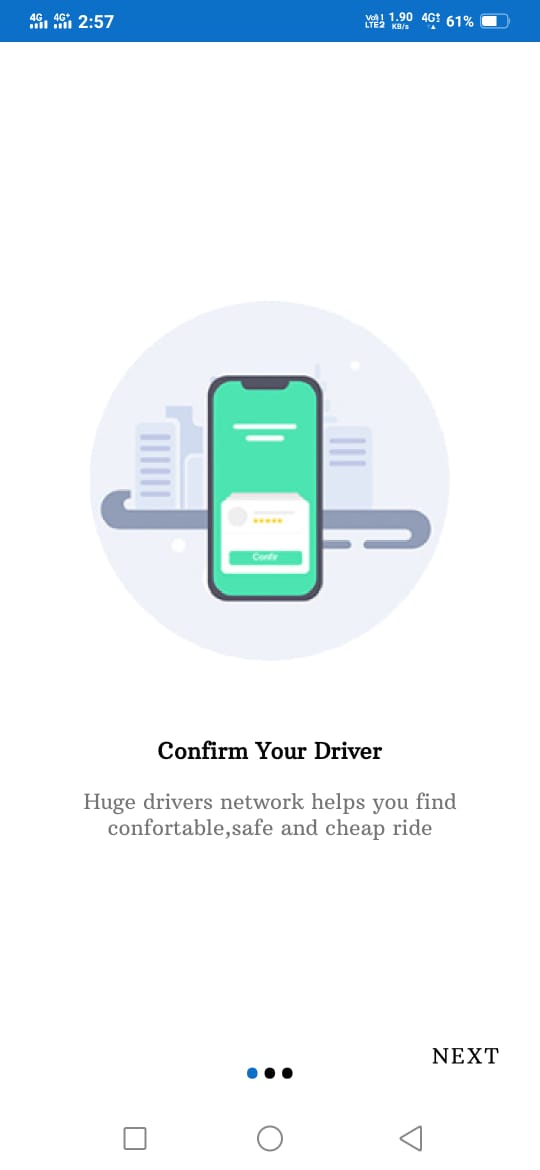 4G 4G+ 2:57 Vo) 1 LTE2 1.90 KB/s 4G 61%
Confir
Confirm Your Driver
Huge drivers network helps you find
confortable,safe and cheap ride
NEXT